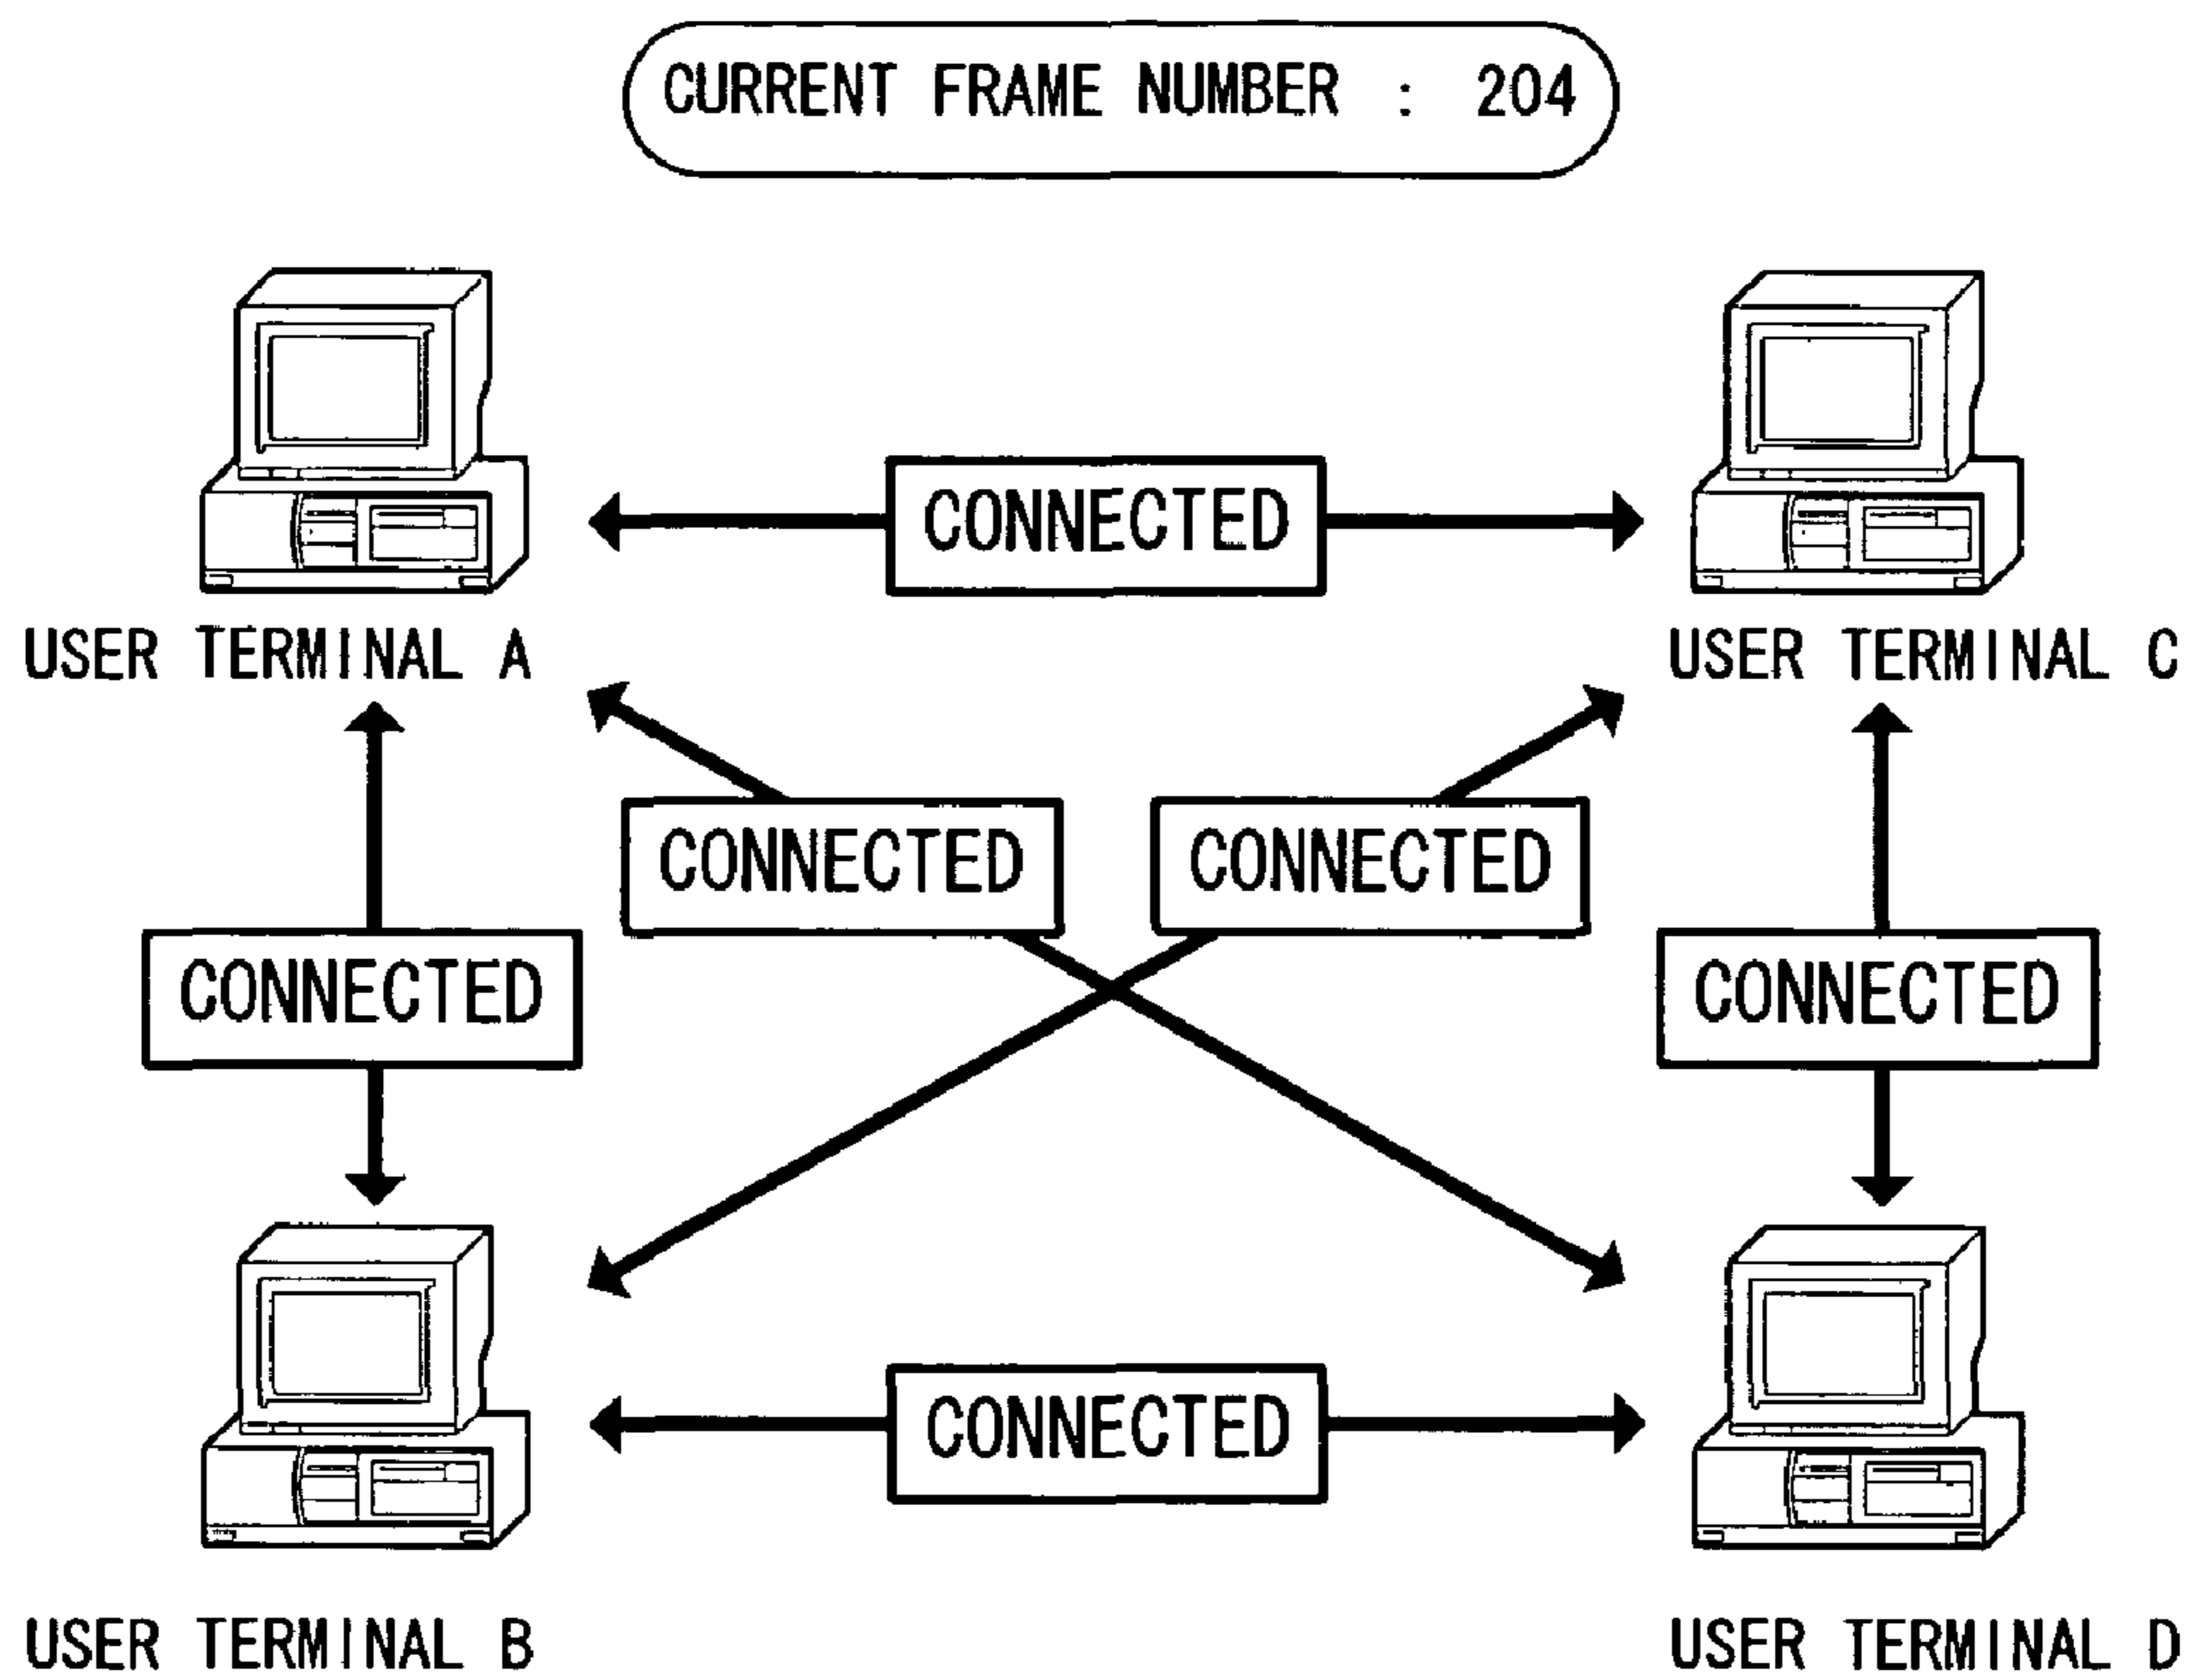 CURRENT FRAME NUMBER : 204
CONNECTED
USER TERMINAL A
USER TERMINAL C
CONNECTED
CONNECTED
CONNECTED
CONNECTED
CONNECTED
USER TERMINAL B
USER TERMINAL D